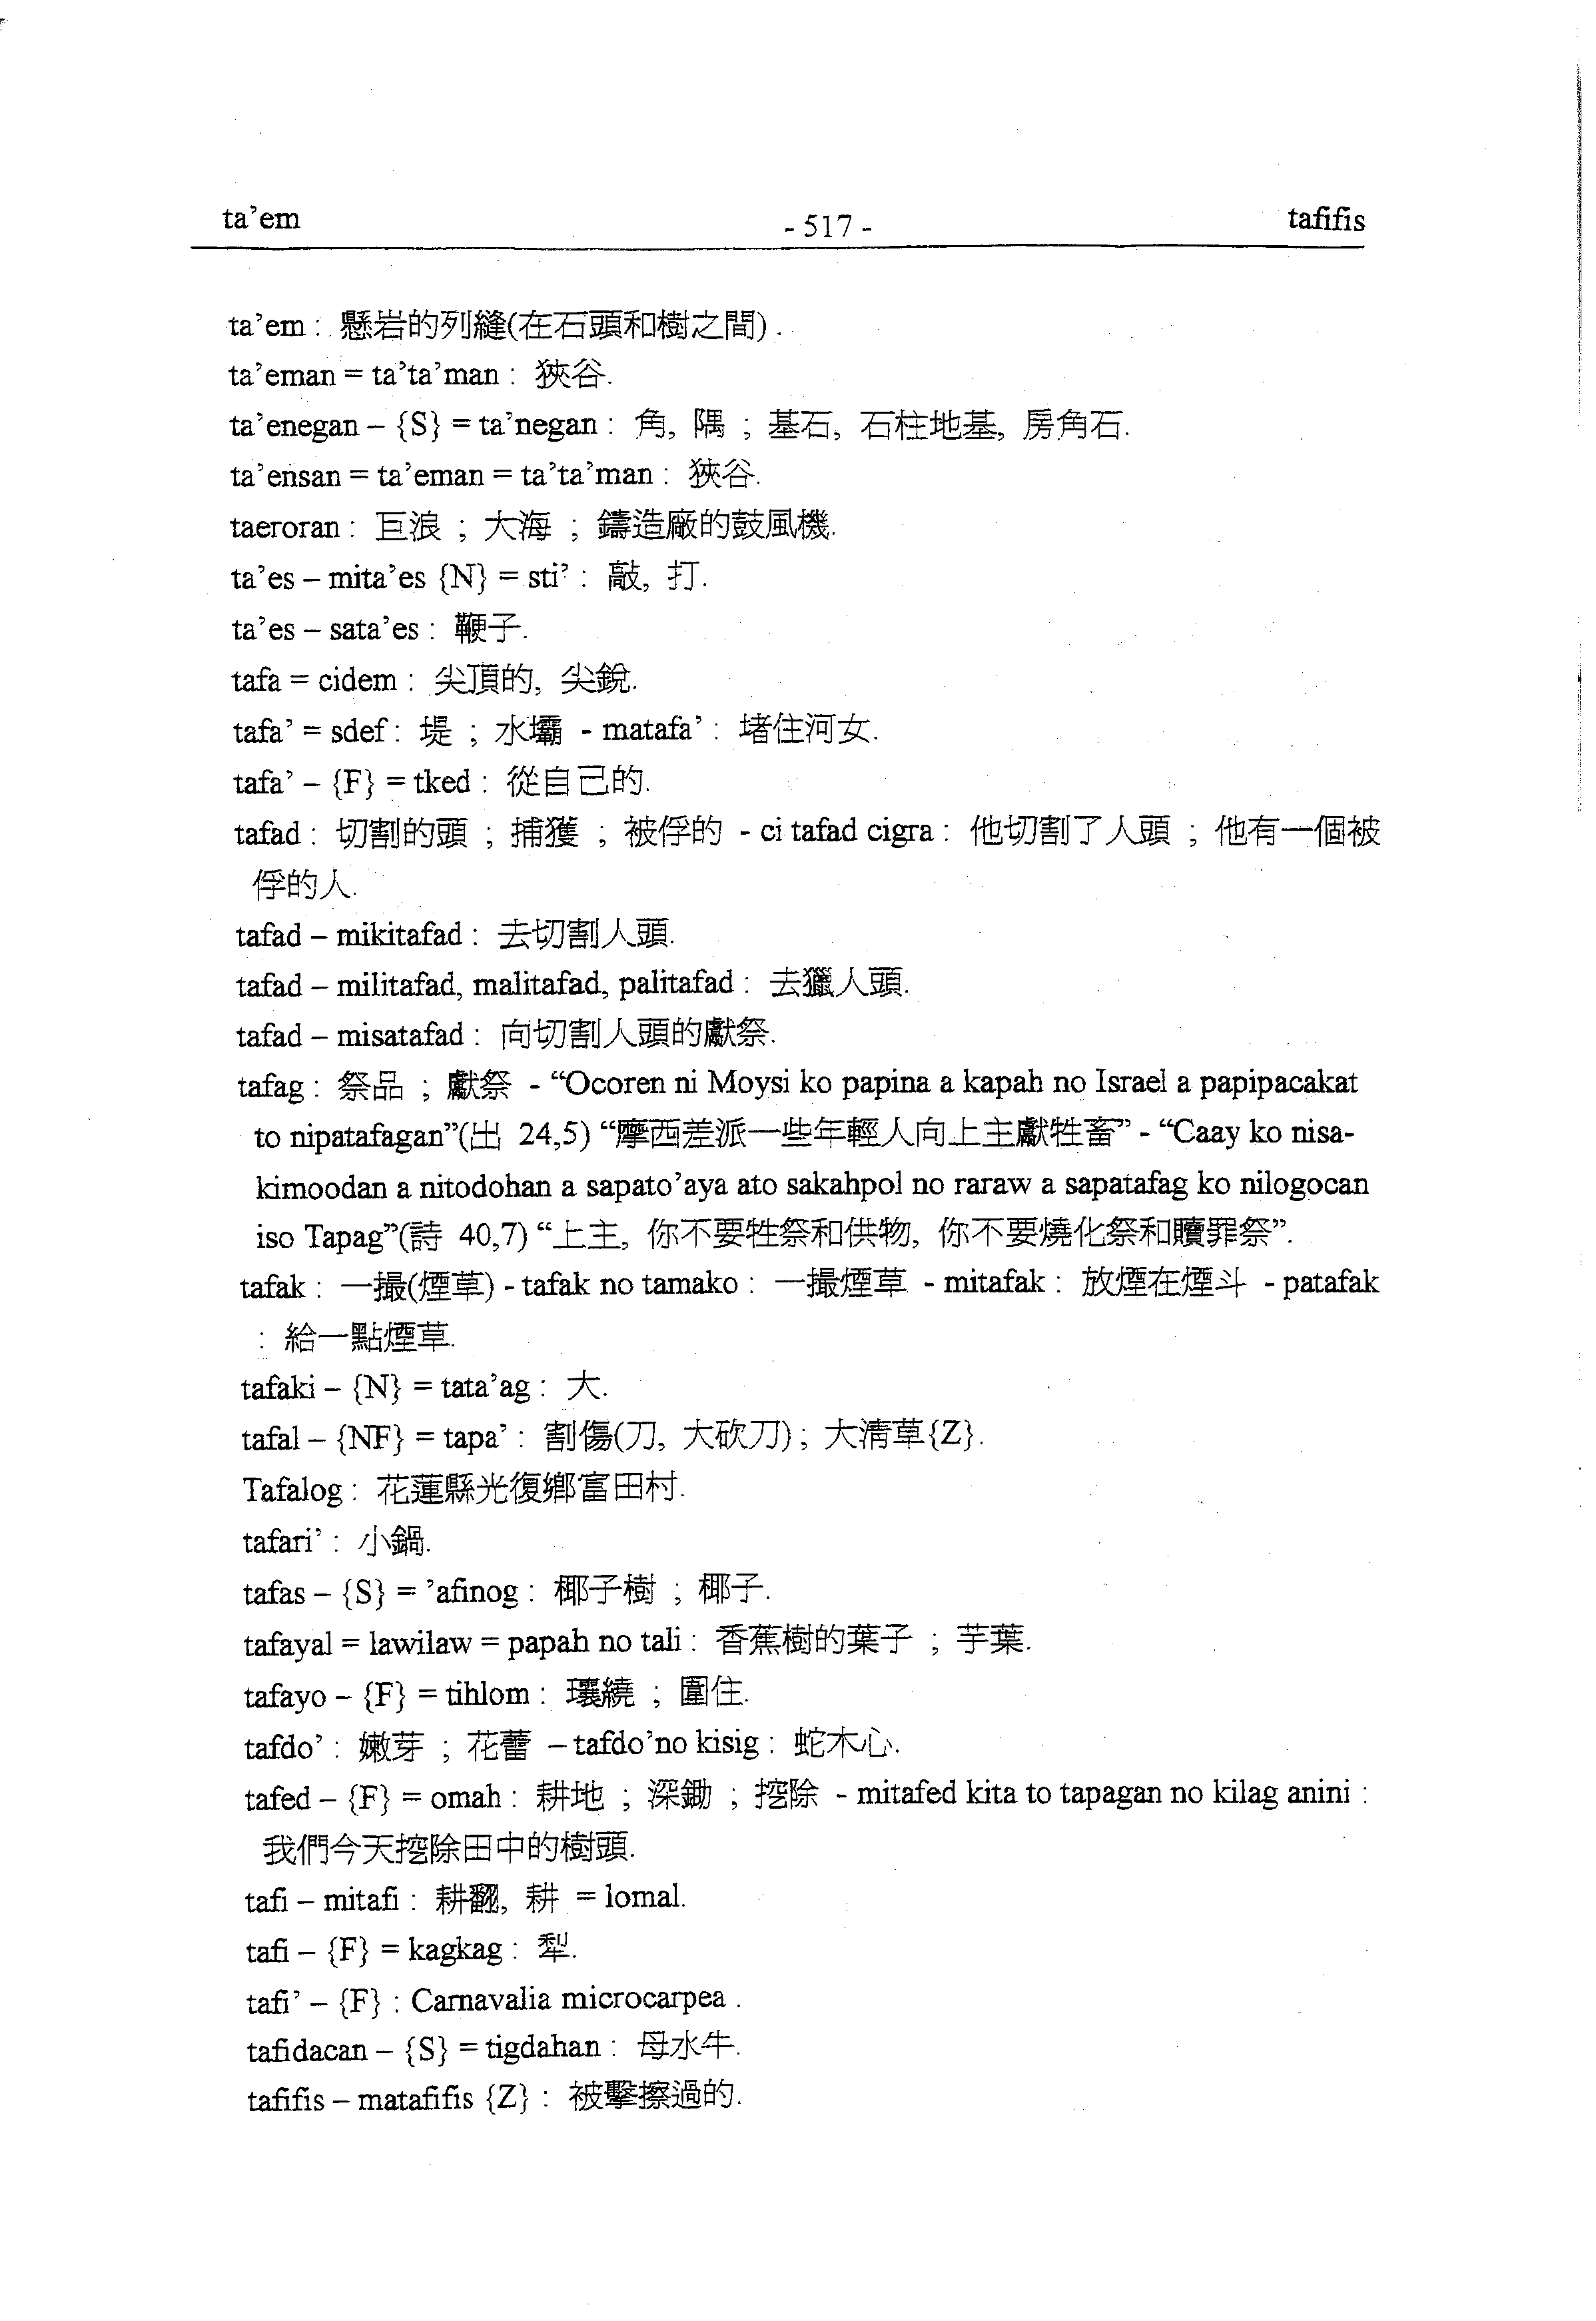 ta’em - 517 - tafifis
ta’em : 懸岩的列縫(在石頭和樹之間) .
ta’eman = ta’ta’man : 狹谷.
ta’enegan – {S} = ta’negan : 角, 隅 ; 基石, 石柱地基, 房角石.
ta’ensan = ta’eman = ta’ta’man : 狹谷.
taeroran : 巨浪 ; 大海 ; 鑄造廠的鼓風機.
ta’es – mita’es {N} = sti’ : 敲, 打.
ta’es – sata’es : 鞭子.
tafa = cidem : 尖頂的, 尖銳.
tafa’ = sdef : 堤 ; 水壩 - matafa’ : 堵住河女.
tafa’ – {F} = tked : 從自己的.
tafad : 切割的頭 ; 捕獲 ; 被俘的 - ci tafad cigra : 他切割了人頭 ; 他有一個被
俘的人.
tafad – mikitafad : 去切割人頭.
tafad – militafad, malitafad, palitafad : 去獵人頭.
tafad – misatafad : 向切割人頭的獻祭.
tafag : 祭品 ; 獻祭 - “Ocoren ni Moysi ko papina a kapah no Israel a papipacakat
to nipatafagan”(出 24,5) “摩西差派一些年輕人向上主獻牲畜” - “Caay ko nisa-
kimoodan a nitodohan a sapato’aya ato sakahpol no raraw a sapatafag ko nilogocan
iso Tapag”(詩 40,7) “上主, 你不要牲祭和供物, 你不要燒化祭和贖罪祭”.
tafak : 一撮(煙草) - tafak no tamako : 一撮煙草 - mitafak : 放煙在煙斗 - patafak
: 給一點煙草.
tafaki – {N} = tata’ag : 大.
tafal – {NF} = tapa’ : 割傷(刀, 大砍刀) ; 大清草{Z}.
Tafalog : 花蓮縣光復鄉富田村.
tafari’ : 小鍋.
tafas – {S} = ’afinog : 椰子樹 ; 椰子.
tafayal = lawilaw = papah no tali : 香蕉樹的葉子 ; 芋葉.
tafayo – {F} = tihlom : 瓌繞 ; 圍住.
tafdo’ : 嫩芽 ; 花蕾 – tafdo’no kisig : 蛇木心.
tafed – {F} = omah : 耕地 ; 深鋤 ; 挖除 - mitafed kita to tapagan no kilag anini :
我們今天挖除田中的樹頭.
tafi – mitafi : 耕翻, 耕 = lomal.
tafi – {F} = kagkag : 犁.
tafi’ – {F} : Carnavalia microcarpea .
tafidacan – {S} = tigdahan : 母水牛.
tafifis – matafifis {Z} : 被擊擦過的.